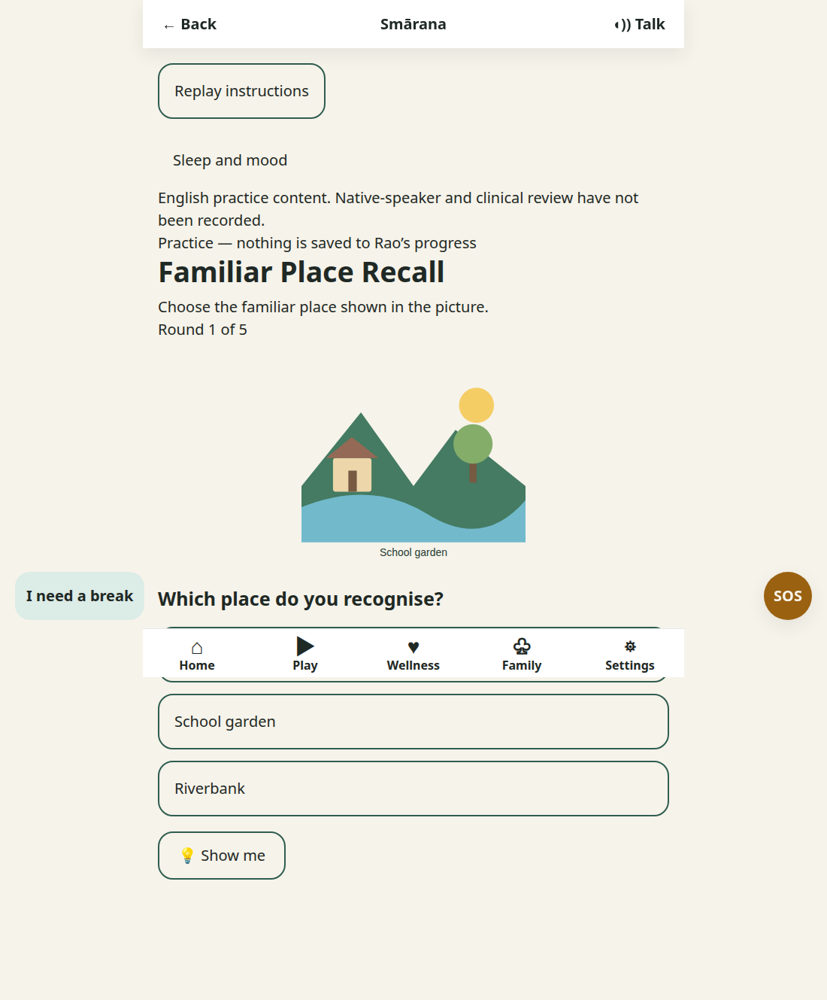 ← Back
Smārana
Talk
Replay instructions
Sleep and mood
English practice content. Native-speaker and clinical review have not
been recorded.
Practice — nothing is saved to Rao’s progress
Familiar Place Recall
Choose the familiar place shown in the picture.
Round 1 of 5
School garden
I need a break
Which place do you recognise?
SOS
Home
Play
Wellness
Family
Settings
School garden
Riverbank
💡 Show me